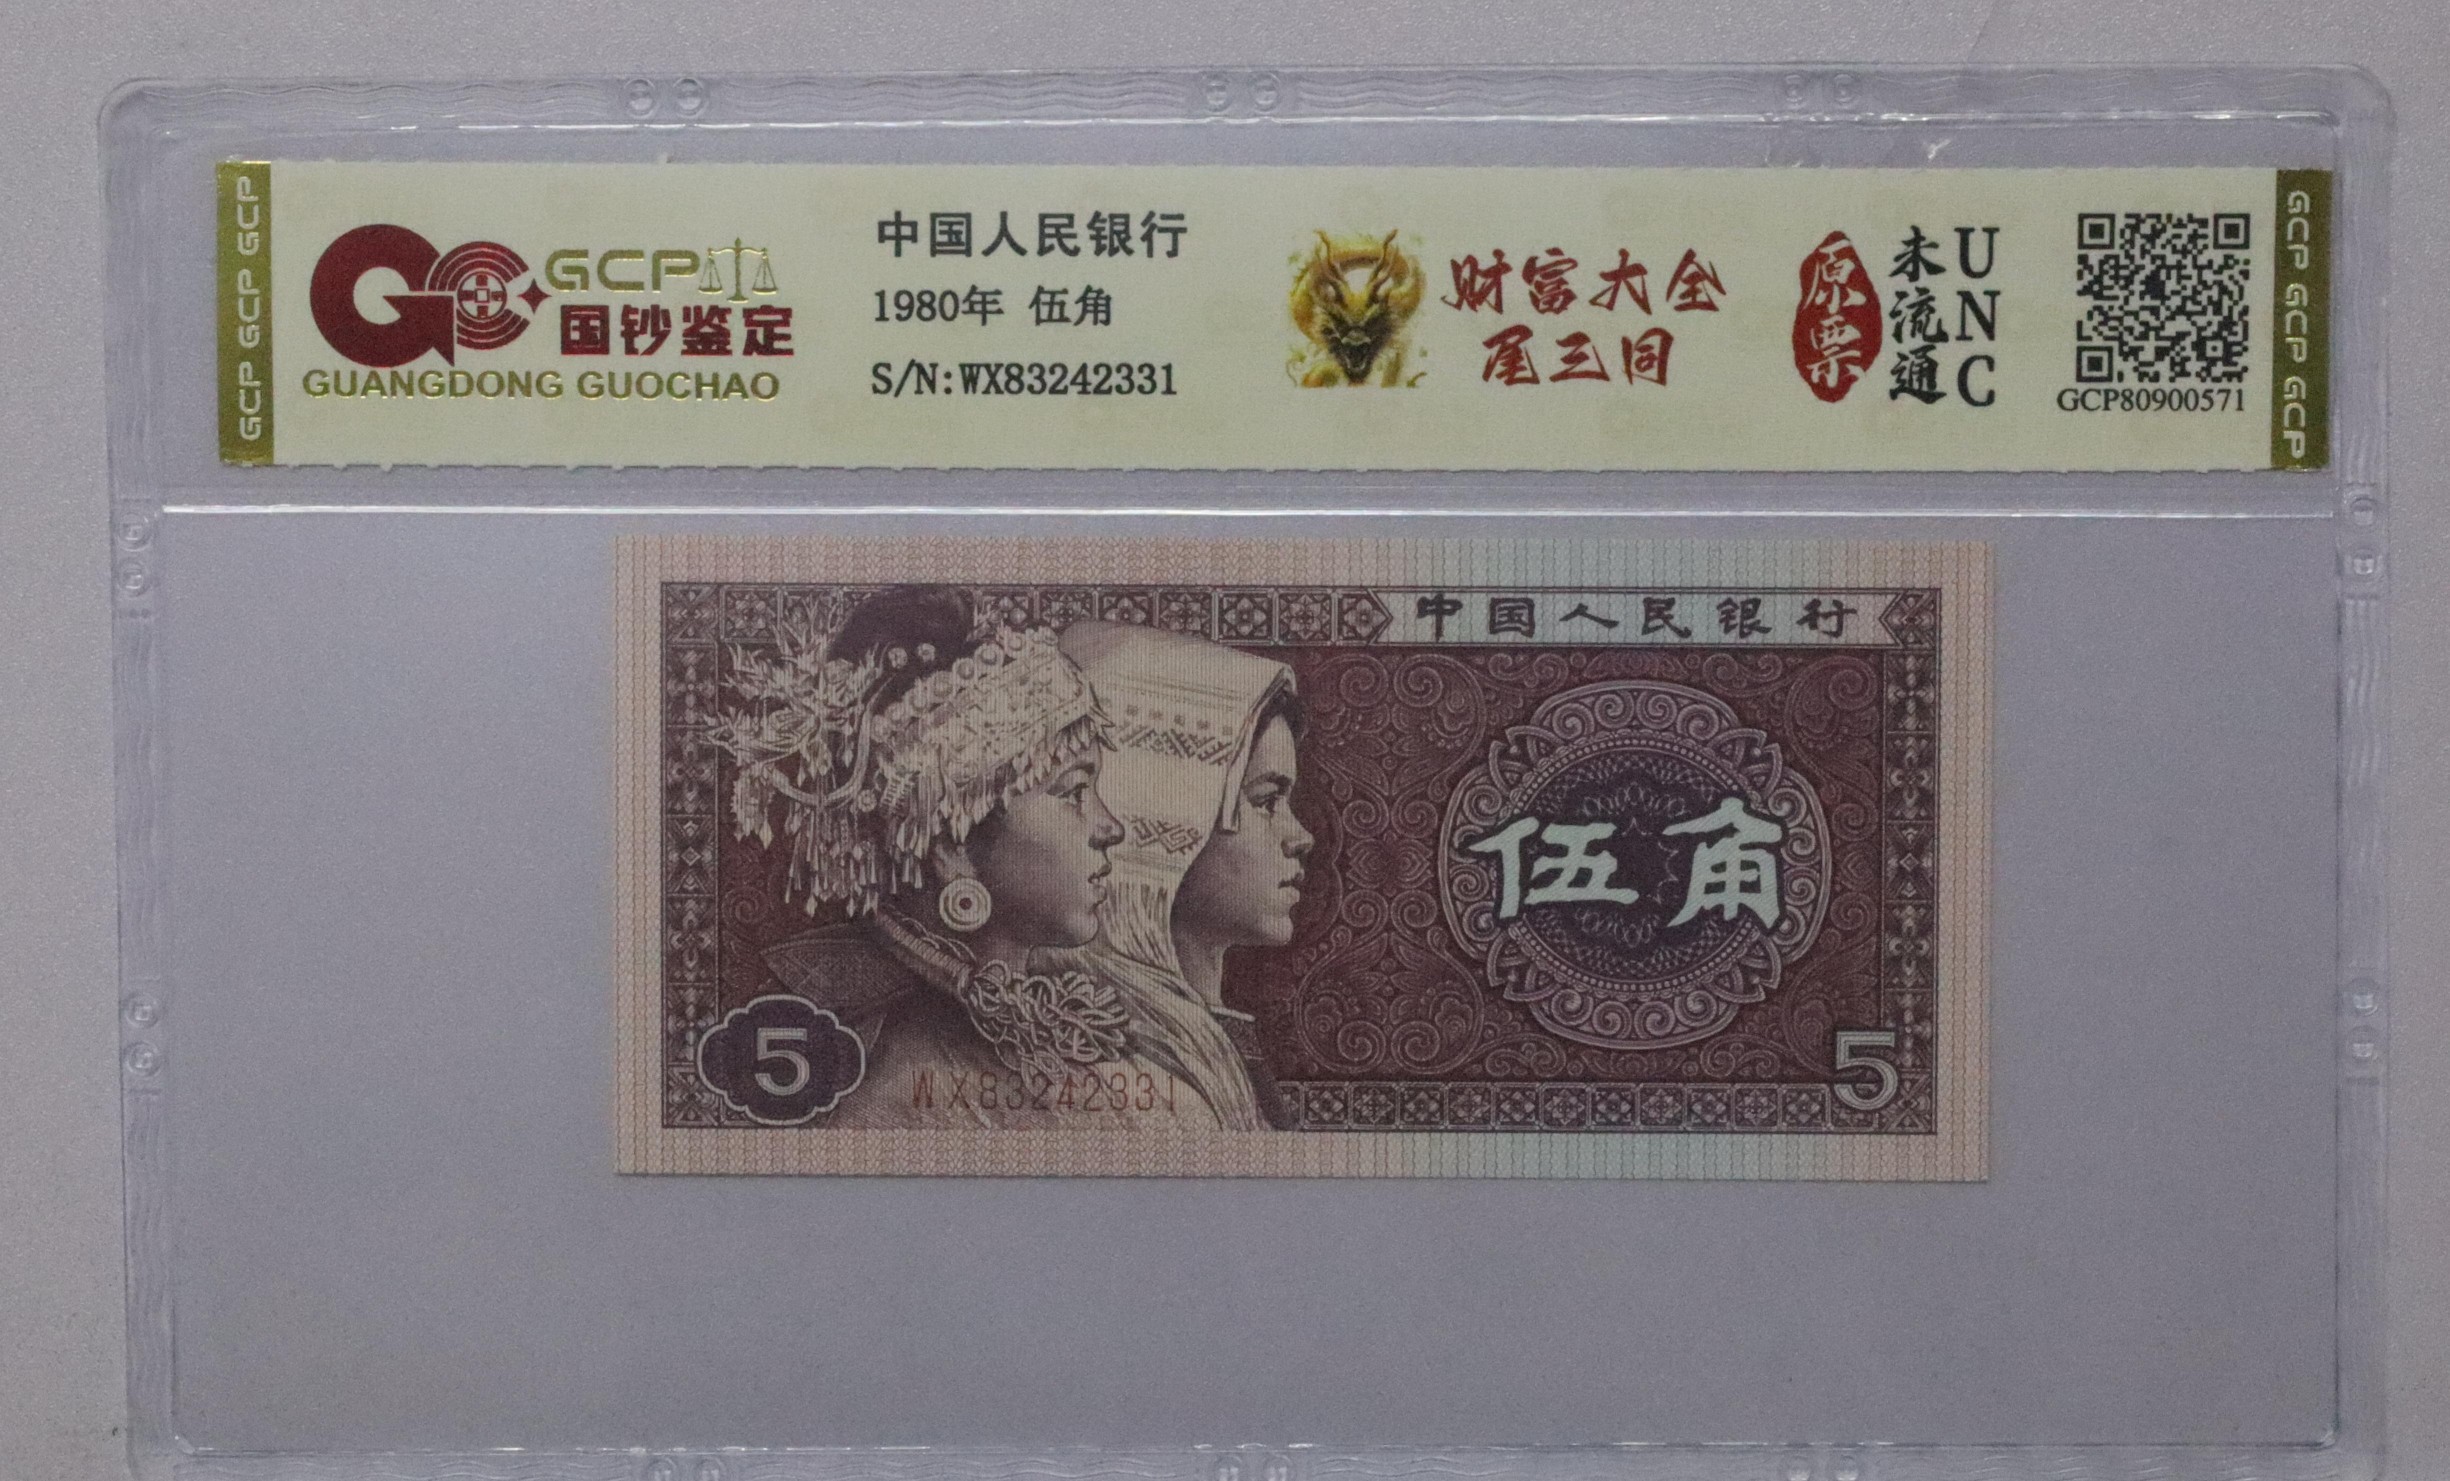 GCP GCP GCP
GCP
国钞鉴定
GUANGDONG GUOCHAO
中国人民银行
1980年 伍角
S/N:WX83242331
财富大全
尾三同
原票
未流通
UNC
GCP80900571
GCP GCP GCP
中国人民银行
伍角
5
WX83242331
5